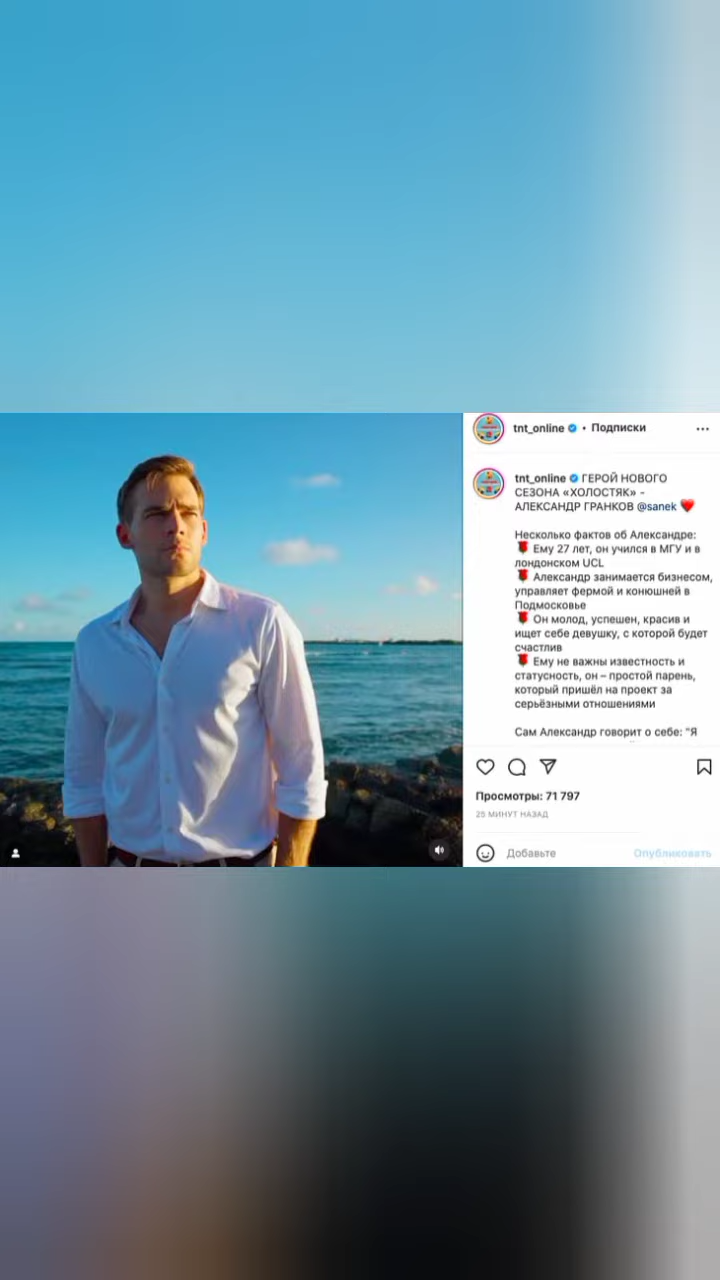 tnt_online • Подписки
tnt_online ГЕРОЙ НОВОГО
СЕЗОНА «ХОЛОСТЯК» -
АЛЕКСАНДР ГРАНКОВ @sanek ❤️
Несколько фактов об Александре:
🌹 Ему 27 лет, он учился в МГУ и в
лондонском UCL
🌹 Александр занимается бизнесом,
управляет фермой и конюшней в
Подмосковье
🌹 Он молод, успешен, красив и
ищет себе девушку, с которой будет
счастлив
🌹 Ему не важны известность и
статусность, он – простой парень,
который пришёл на проект за
серьёзными отношениями
Сам Александр говорит о себе: "Я
Просмотры: 71 797
25 МИНУТ НАЗАД
Добавьте
Опубликовать